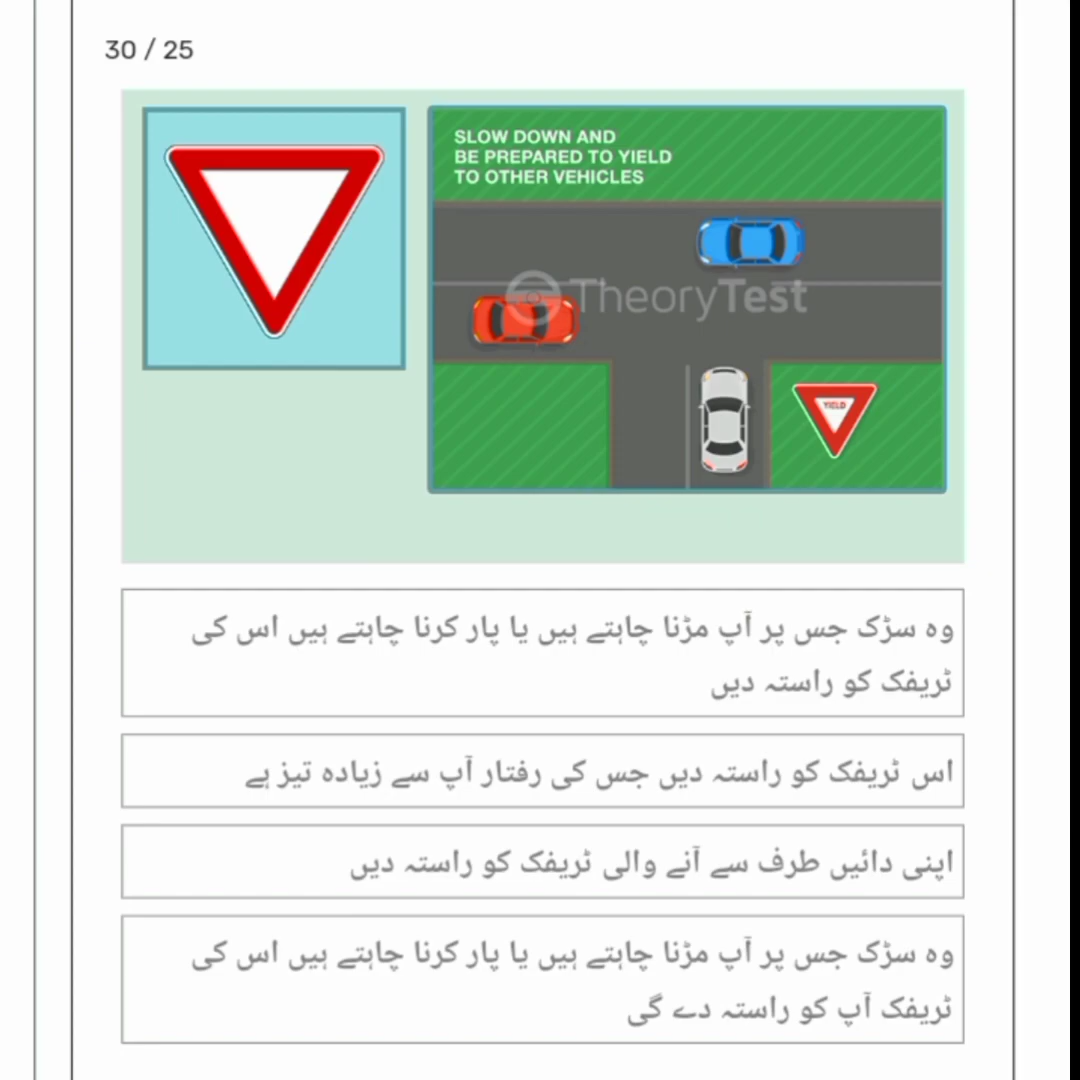 30 / 25
SLOW DOWN AND
BE PREPARED TO YIELD
TO OTHER VEHICLES
TheoryTest
YIELD
وہ سڑک جس پر آپ مڑنا چاہتے ہیں یا پار کرنا چاہتے ہیں اس کی
ٹریفک کو راستہ دیں
اس ٹریفک کو راستہ دیں جس کی رفتار آپ سے زیادہ تیز ہے
اپنی دائیں طرف سے آنے والی ٹریفک کو راستہ دیں
وہ سڑک جس پر آپ مڑنا چاہتے ہیں یا پار کرنا چاہتے ہیں اس کی
ٹریفک آپ کو راستہ دے گی